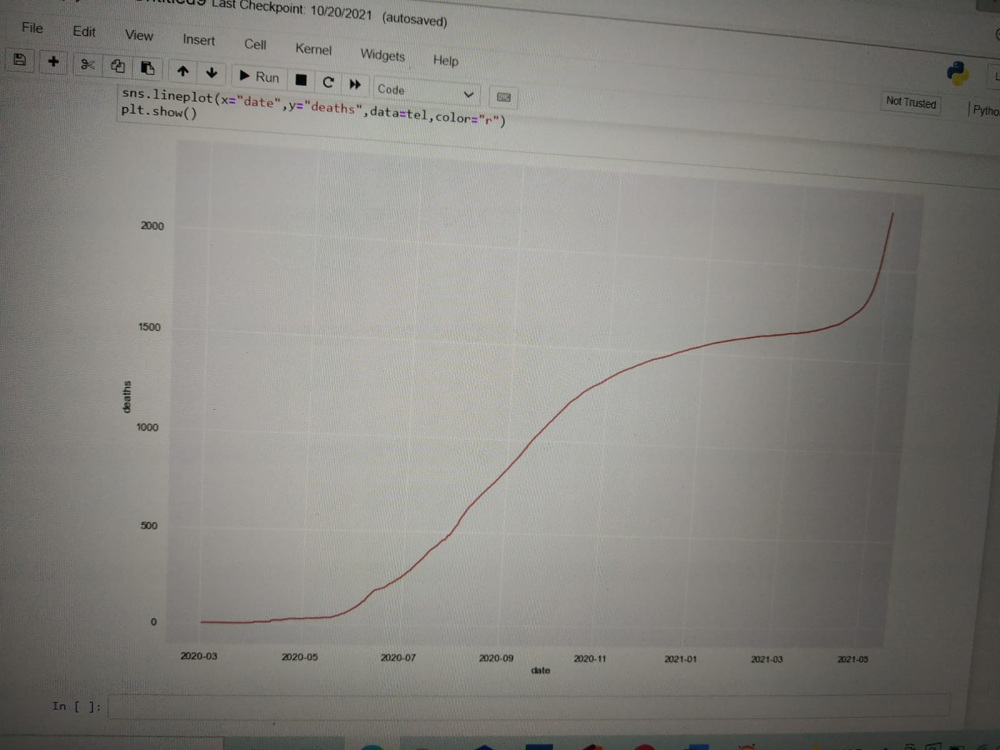 Last Checkpoint: 10/20/2021 (autosaved)
File Edit View Insert Cell Kernel Widgets Help
Run Code Not Trusted
sns.lineplot(x="date",y="deaths",data=tel,color="r")
plt.show()
2000
1500
1000
500
0
deaths
2020-03 2020-05 2020-07 2020-09 2020-11 2021-01 2021-03 2021-05
date
In [ ]: